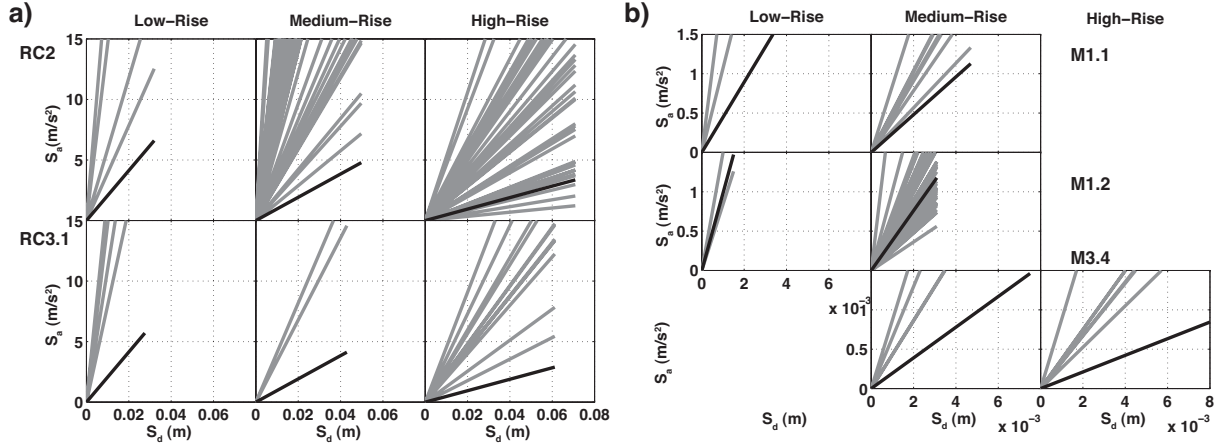 a)
Low–Rise
Medium–Rise
High–Rise
RC2
15
10
5
S_a (m/s²)
RC3.1
15
10
5
0
S_a (m/s²)
0 0.02 0.04 0.06
S_d (m)
0 0.02 0.04 0.06
S_d (m)
0 0.02 0.04 0.06 0.08
S_d (m)
b)
Low–Rise
Medium–Rise
High–Rise
M1.1
1.5
1
0.5
0
S_a (m/s²)
M1.2
1
0.5
0
S_a (m/s²)
0 2 4 6
x 10⁻³
M3.4
1
0.5
0
S_a (m/s²)
S_d (m)
0 2 4 6
S_d (m)
x 10⁻³
0 2 4 6 8
S_d (m)
x 10⁻³